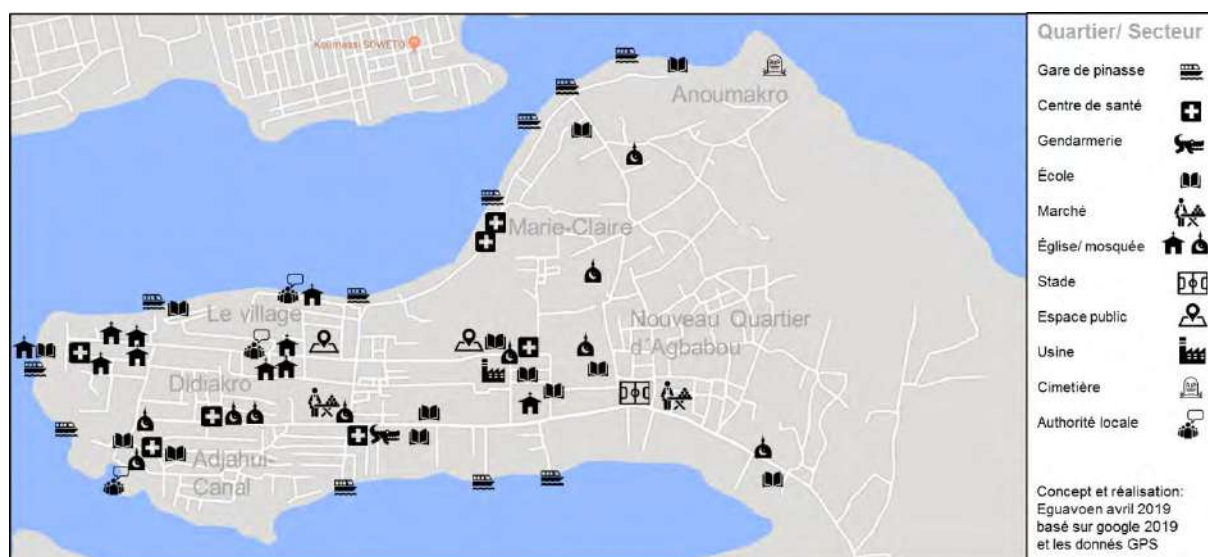 Koumassi SOWETO
Anoumakro
Marie-Claire
Le village
Nouveau Quartier
d´Agbabou
Didiakro
Adjahui-
Canal
Quartier/ Secteur
Gare de pinasse
Centre de santé
Gendarmerie
École
Marché
Église/ mosquée
Stade
Espace public
Usine
Cimetière
Authorité locale
Concept et réalisation:
Eguavoen avril 2019
basé sur google 2019
et les donnés GPS